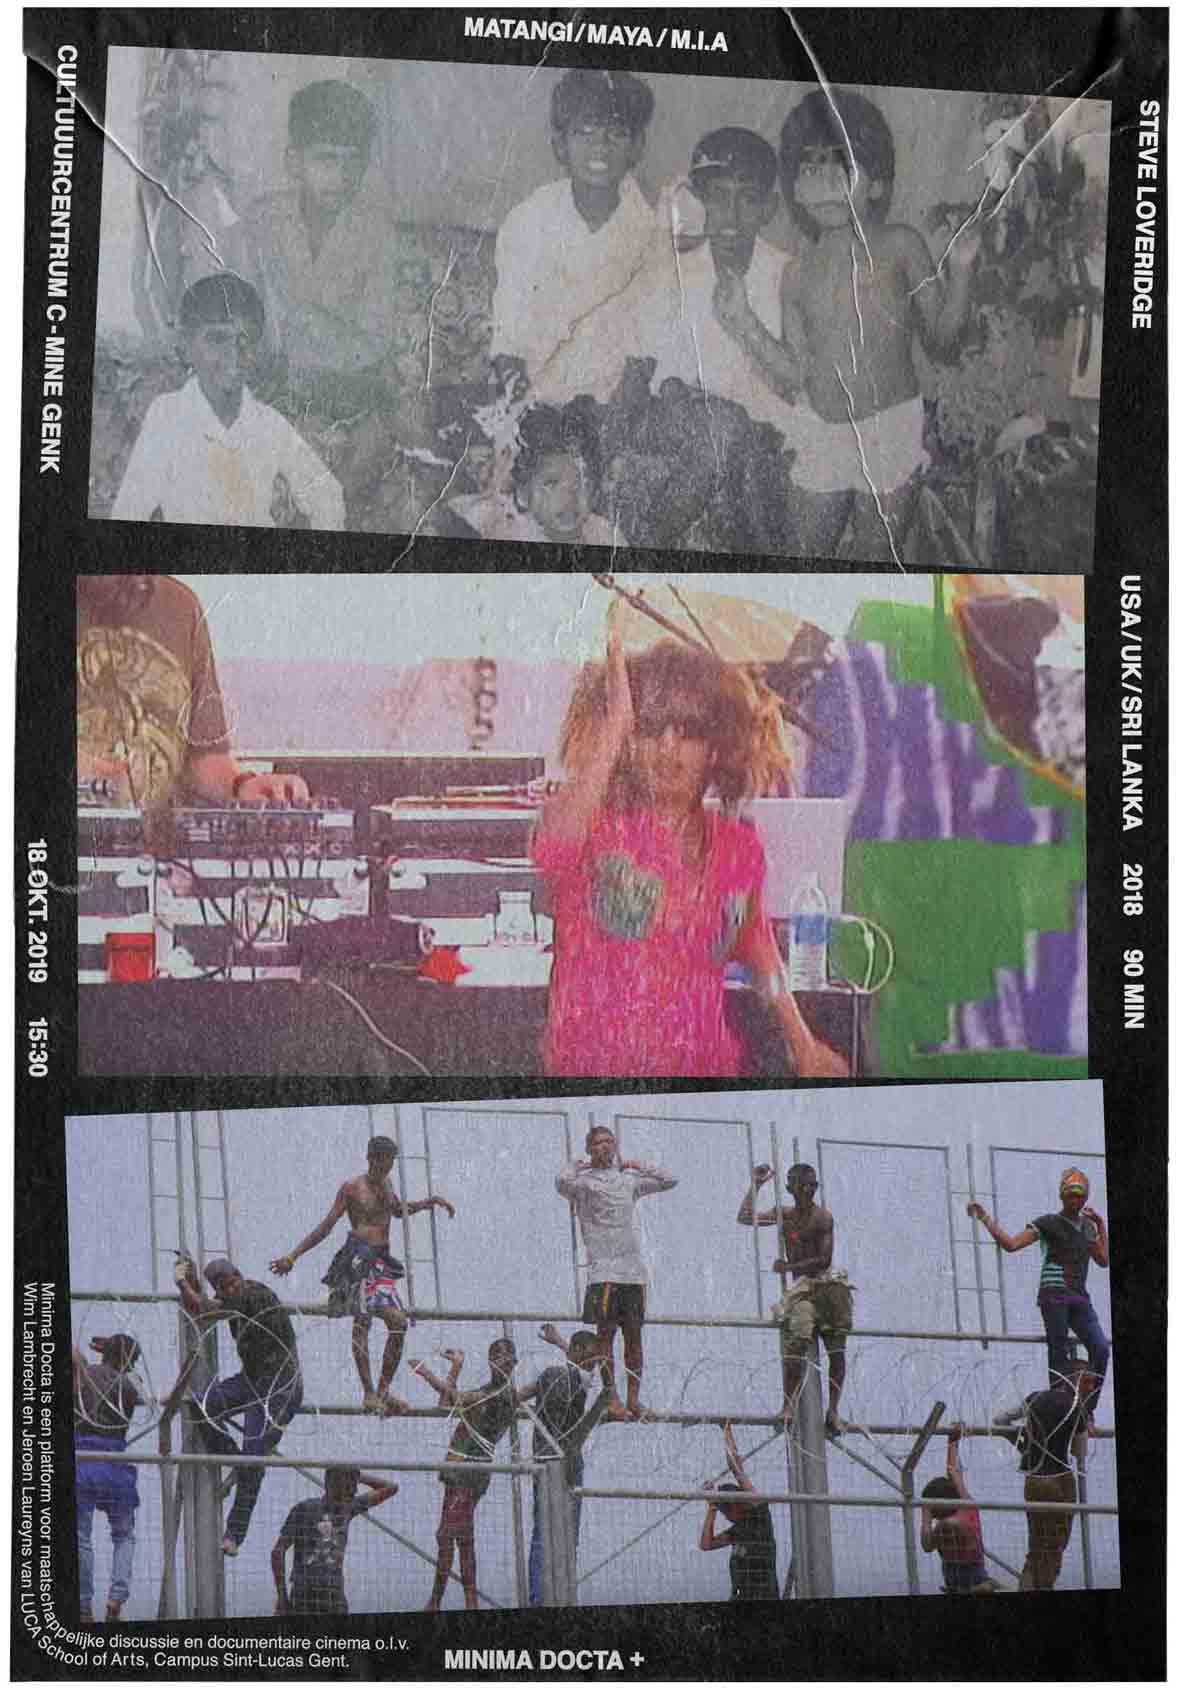 MATANGI/MAYA/M.I.A
STEVE LOVERIDGE
CULTUUURCENTRUM C-MINE GENK
USA/UK/SRI LANKA 2018 90 MIN
18 OKT. 2019 15:30
Minima Docta is een platform voor maatschappelijke discussie en documentaire cinema o.l.v.
Wim Lambrecht en Jeroen Laureyns van LUCA School of Arts, Campus Sint-Lucas Gent.
MINIMA DOCTA +